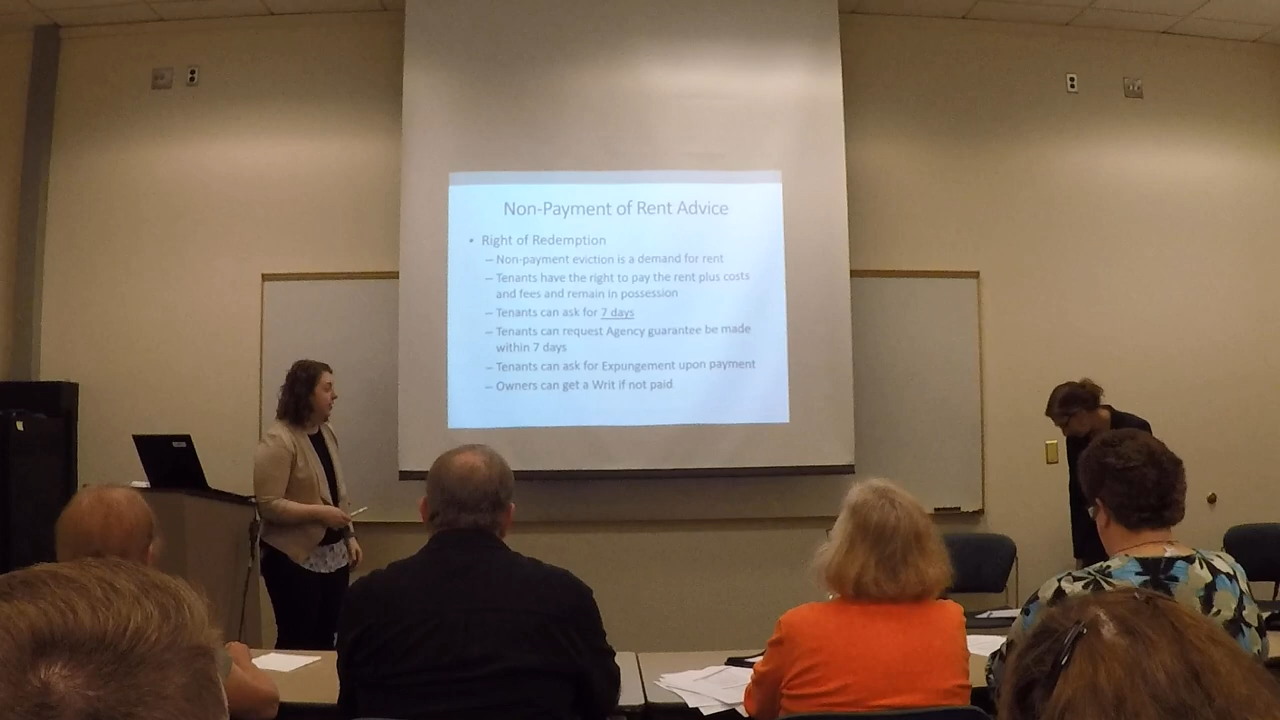 Non-Payment of Rent Advice
• Right of Redemption
– Non-payment eviction is a demand for rent
– Tenants have the right to pay the rent plus costs
and fees and remain in possession
– Tenants can ask for 7 days
– Tenants can request Agency guarantee be made
within 7 days
– Tenants can ask for Expungement upon payment
– Owners can get a Writ if not paid